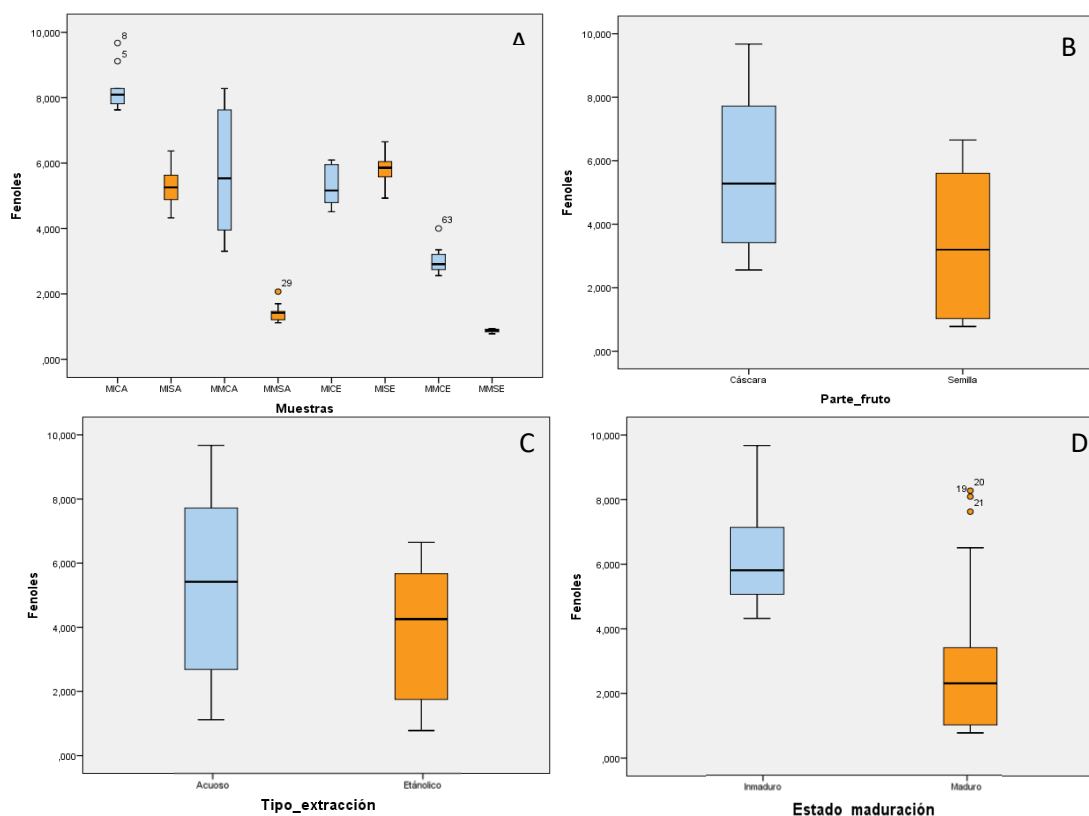 A
10,000
8,000
6,000
4,000
2,000
,000
Fenoles
8
5
29
63
MICA MISA MMCA MMSA MICE MISE MMCE MMSE
Muestras
B
10,000
8,000
6,000
4,000
2,000
,000
Fenoles
Cáscara Semilla
Parte_fruto
C
10,000
8,000
6,000
4,000
2,000
,000
Fenoles
Acuoso Etánolico
Tipo_extracción
D
10,000
8,000
6,000
4,000
2,000
,000
Fenoles
20
19
21
Inmaduro Maduro
Estado_maduración